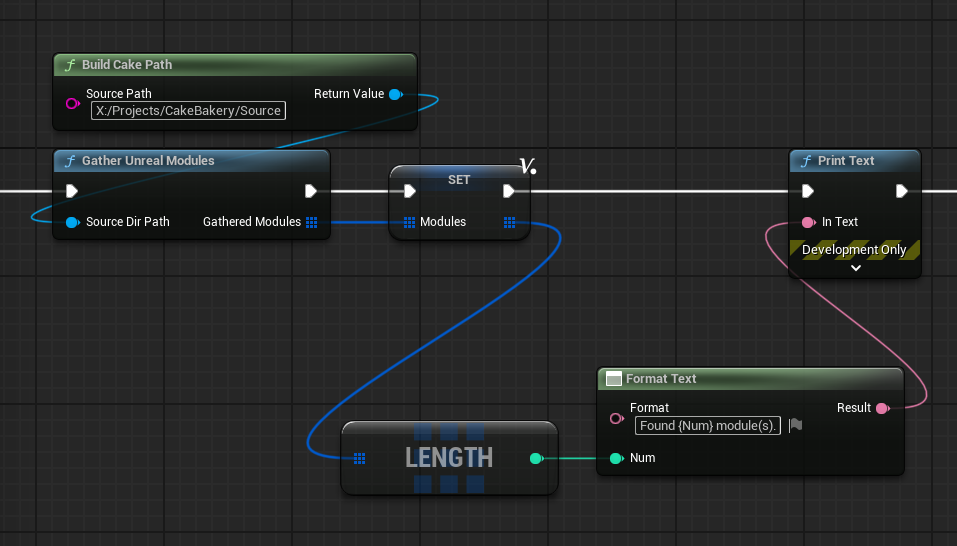 Build Cake Path
Source Path
Return Value
X:/Projects/CakeBakery/Source
Gather Unreal Modules
Source Dir Path
Gathered Modules
SET
v.
Modules
Print Text
In Text
Development Only
LENGTH
Format Text
Format
Result
Found {Num} module(s).
Num